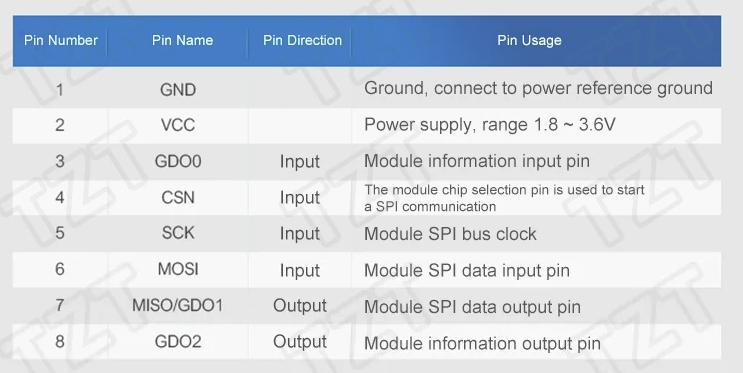 Pin Number Pin Name Pin Direction Pin Usage
1 GND Ground, connect to power reference ground
2 VCC Power supply, range 1.8 ~ 3.6V
3 GDO0 Input Module information input pin
4 CSN Input The module chip selection pin is used to start
a SPI communication
5 SCK Input Module SPI bus clock
6 MOSI Input Module SPI data input pin
7 MISO/GDO1 Output Module SPI data output pin
8 GDO2 Output Module information output pin
TZT